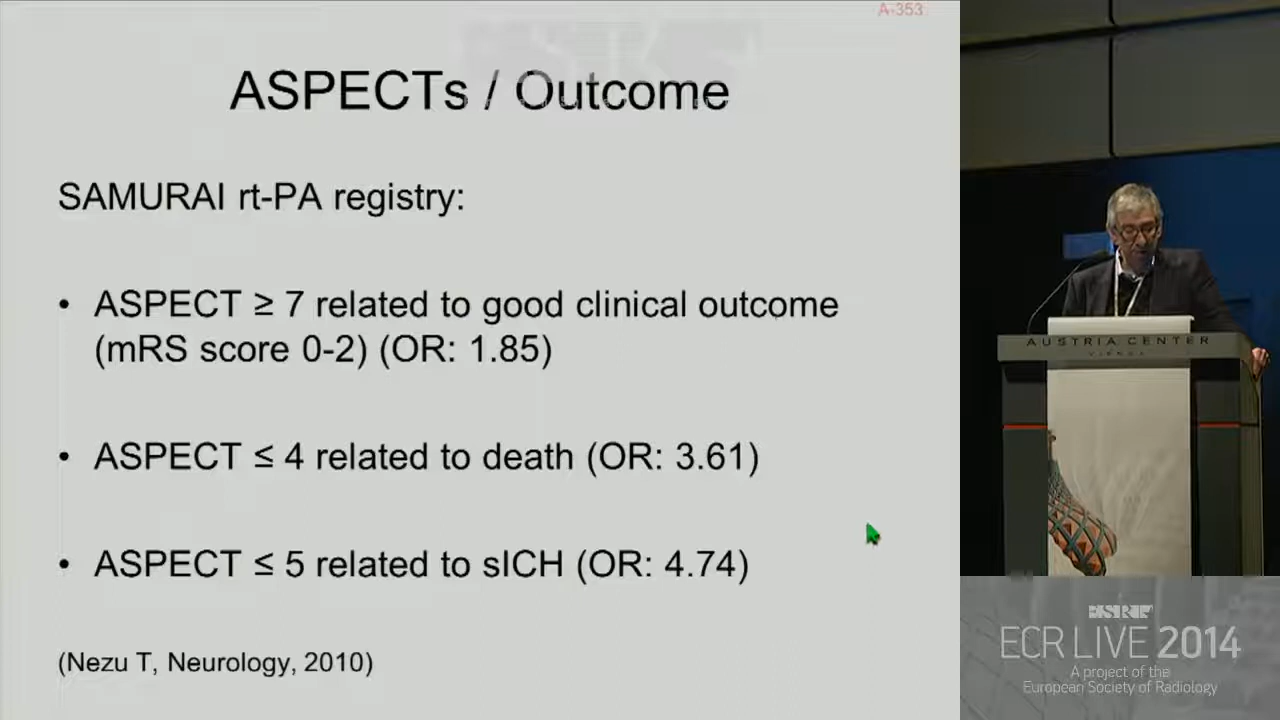 A-353
ASPECTs / Outcome
SAMURAI rt-PA registry:
• ASPECT ≥ 7 related to good clinical outcome
(mRS score 0-2) (OR: 1.85)
• ASPECT ≤ 4 related to death (OR: 3.61)
• ASPECT ≤ 5 related to sICH (OR: 4.74)
(Nezu T, Neurology, 2010)
AUSTRIA CENTER
VIENNA
ECR LIVE 2014
A project of the
European Society of Radiology